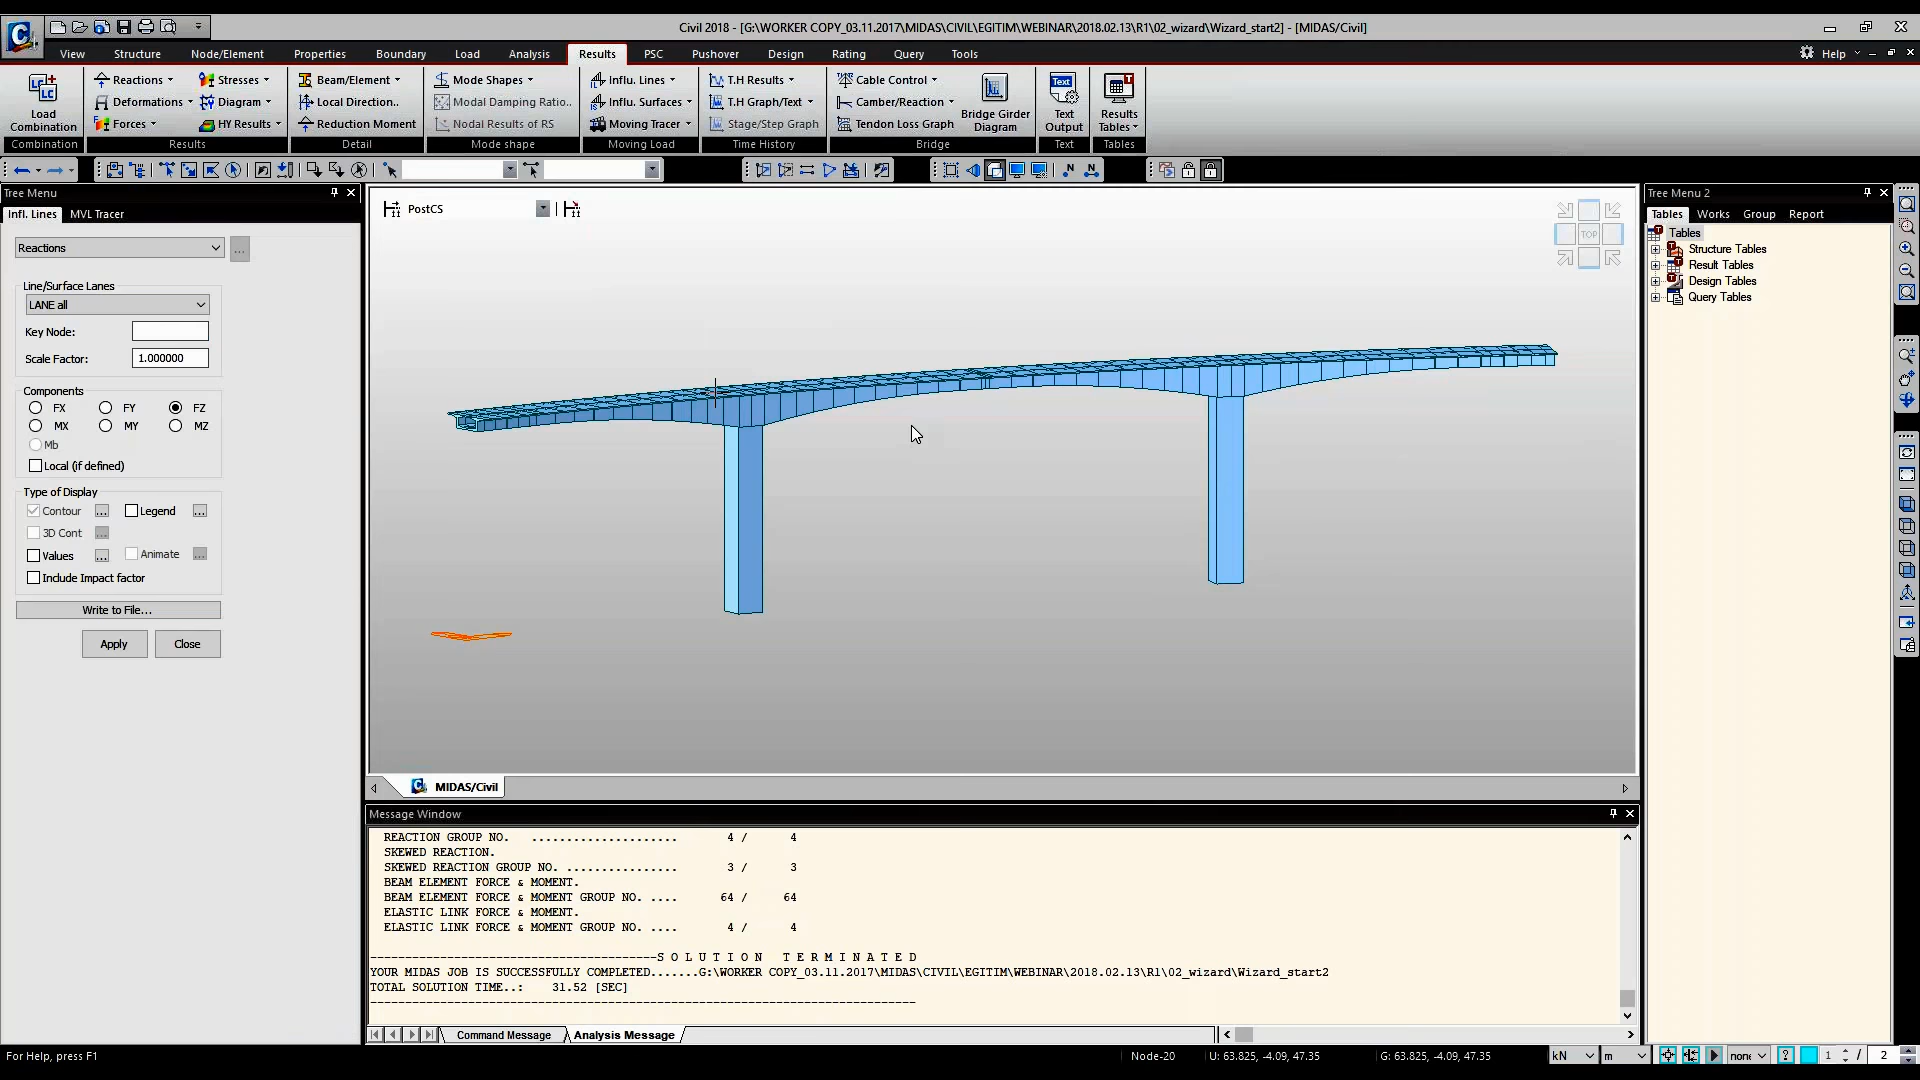 Civil 2018 - [G:\WORKER COPY_03.11.2017\MIDAS\CIVIL\EGITIM\WEBINAR\2018.02.13\R1\02_wizard\Wizard_start2] - [MIDAS/Civil]
View Structure Node/Element Properties Boundary Load Analysis Results PSC Pushover Design Rating Query Tools Help
Reactions Stresses Beam/Element Mode Shapes Influ. Lines T.H Results Cable Control
Deformations Diagram Local Direction.. Modal Damping Ratio.. Influ. Surfaces T.H Graph/Text Camber/Reaction
Load Combination Forces HY Results Reduction Moment Nodal Results of RS Moving Tracer Stage/Step Graph Tendon Loss Graph Bridge Girder Diagram Text Output Results Tables
Combination Results Detail Mode shape Moving Load Time History Bridge Text Tables
Tree Menu
Infl. Lines MVL Tracer
Reactions
...
Line/Surface Lanes
LANE all
Key Node:
Scale Factor: 1.000000
Components
FX FY FZ
MX MY MZ
Mb
Local (if defined)
Type of Display
Contour ... Legend ...
3D Cont ...
Values ... Animate ...
Include Impact factor
Write to File...
Apply Close
PostCS
TOP
MIDAS/Civil
Message Window
REACTION GROUP NO. ..................... 4 / 4
SKEWED REACTION.
SKEWED REACTION GROUP NO. ................ 3 / 3
BEAM ELEMENT FORCE & MOMENT.
BEAM ELEMENT FORCE & MOMENT GROUP NO. .... 64 / 64
ELASTIC LINK FORCE & MOMENT.
ELASTIC LINK FORCE & MOMENT GROUP NO. .... 4 / 4
-----------------------------------------S O L U T I O N   T E R M I N A T E D
YOUR MIDAS JOB IS SUCCESSFULLY COMPLETED.......G:\WORKER COPY_03.11.2017\MIDAS\CIVIL\EGITIM\WEBINAR\2018.02.13\R1\02_wizard\Wizard_start2
TOTAL SOLUTION TIME..: 31.52 [SEC]
------------------------------------------------------------------------------
Command Message Analysis Message
Tree Menu 2
Tables Works Group Report
Tables
Structure Tables
Result Tables
Design Tables
Query Tables
For Help, press F1
Node-20 U: 63.825, -4.09, 47.35 G: 63.825, -4.09, 47.35 kN m none ? 1 / 2